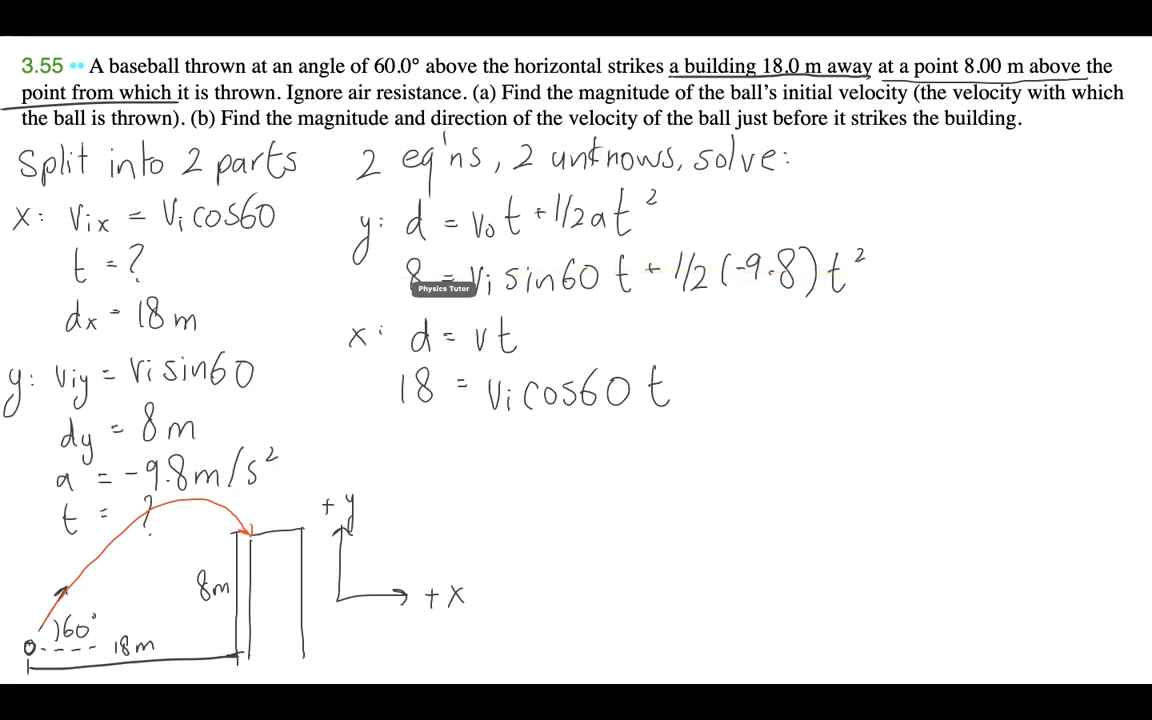 3.55 •• A baseball thrown at an angle of 60.0° above the horizontal strikes a building 18.0 m away at a point 8.00 m above the
point from which it is thrown. Ignore air resistance. (a) Find the magnitude of the ball's initial velocity (the velocity with which
the ball is thrown). (b) Find the magnitude and direction of the velocity of the ball just before it strikes the building.
Split into 2 parts
x: Vix = Vi cos60
t = ?
dx = 18 m
y: Viy = Vi sin60
dy = 8m
a = -9.8m/s²
t = ?
2 eq'ns, 2 unknows, solve:
y: d = v₀t + 1/2at²
8 = Vi sin60 t + 1/2 (-9.8) t²
Physics Tutor
x: d = vt
18 = Vi cos60 t
+y
+x
8m
60°
18m